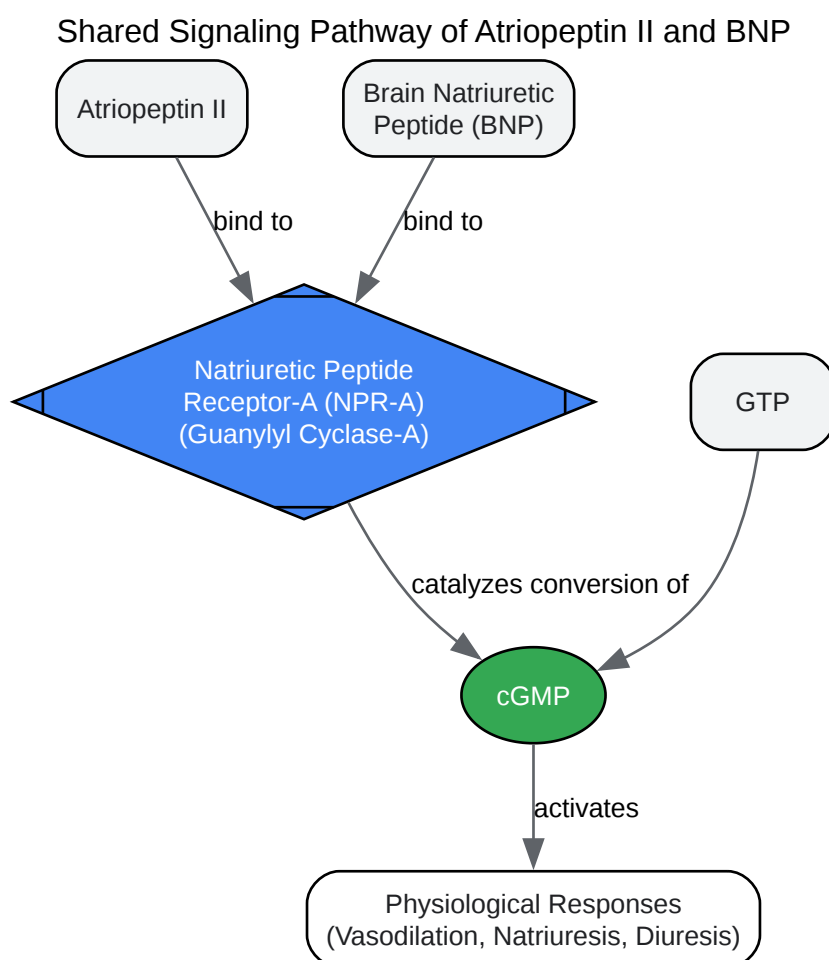 Shared Signaling Pathway of Atriopeptin II and BNP
Atriopeptin II
Brain Natriuretic
Peptide (BNP)
bind to
bind to
Natriuretic Peptide
Receptor-A (NPR-A)
(Guanylyl Cyclase-A)
GTP
catalyzes conversion of
cGMP
activates
Physiological Responses
(Vasodilation, Natriuresis, Diuresis)